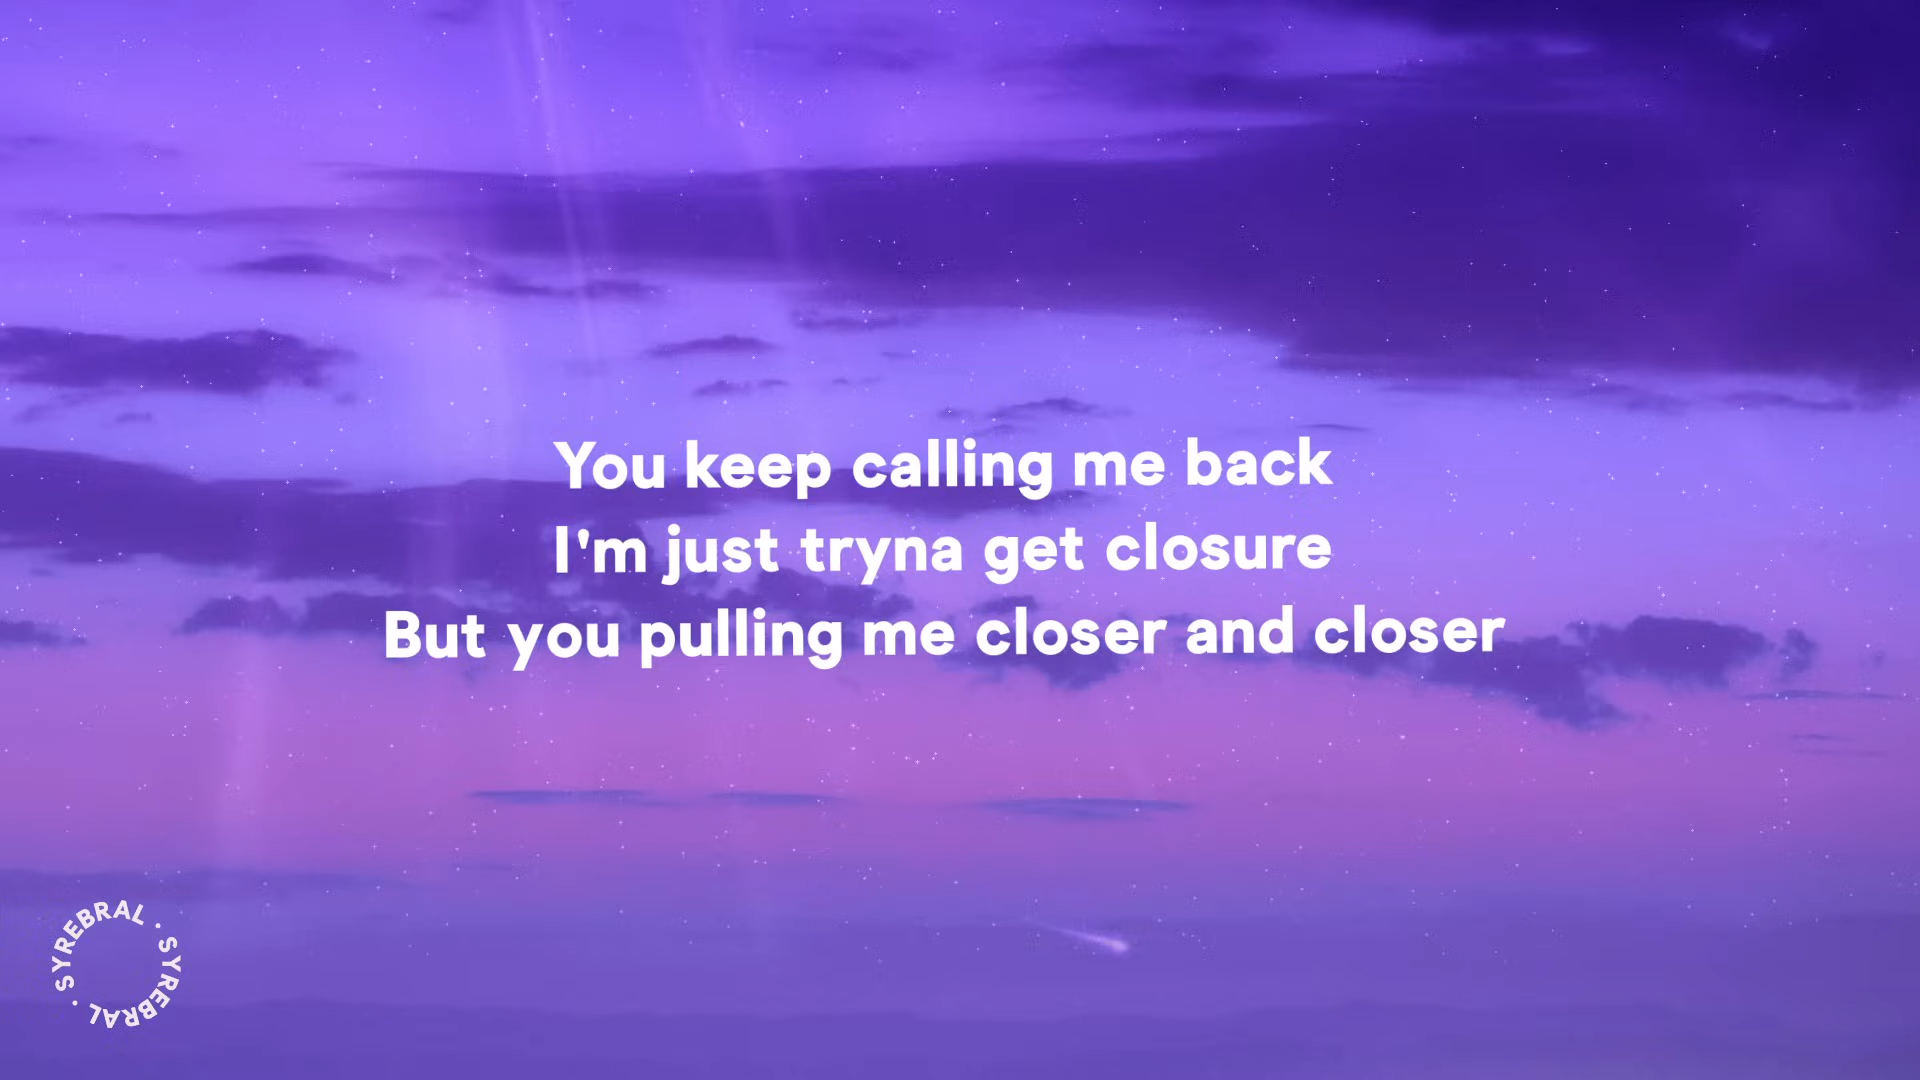 You keep calling me back
I'm just tryna get closure
But you pulling me closer and closer
SYREBRAL · SYREBRAL ·